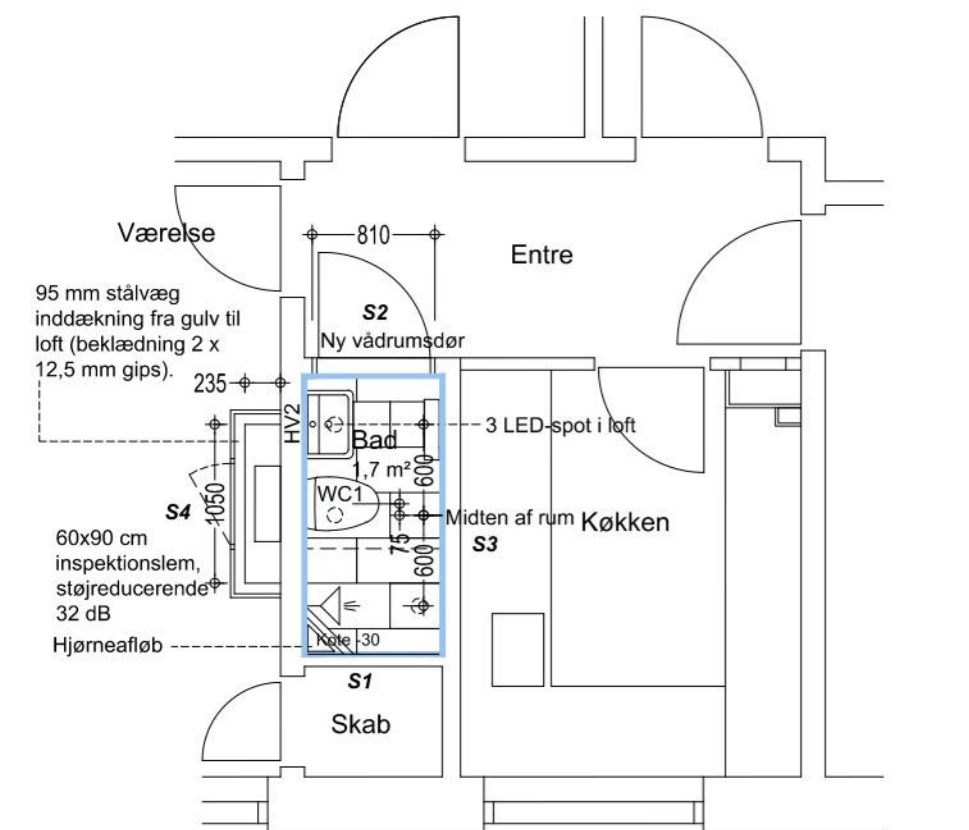 Værelse
810
Entre
95 mm stålvæg
inddækning fra gulv til
loft (beklædning 2 x
12,5 mm gips).
S2
Ny vådrumsdør
235
HV2
Bad
1,7 m²
3 LED-spot i loft
600
WC1
1050
S4
75
Midten af rum
Køkken
S3
600
60x90 cm
inspektionslem,
støjreducerende
32 dB
Hjørneafløb
Kote -30
S1
Skab